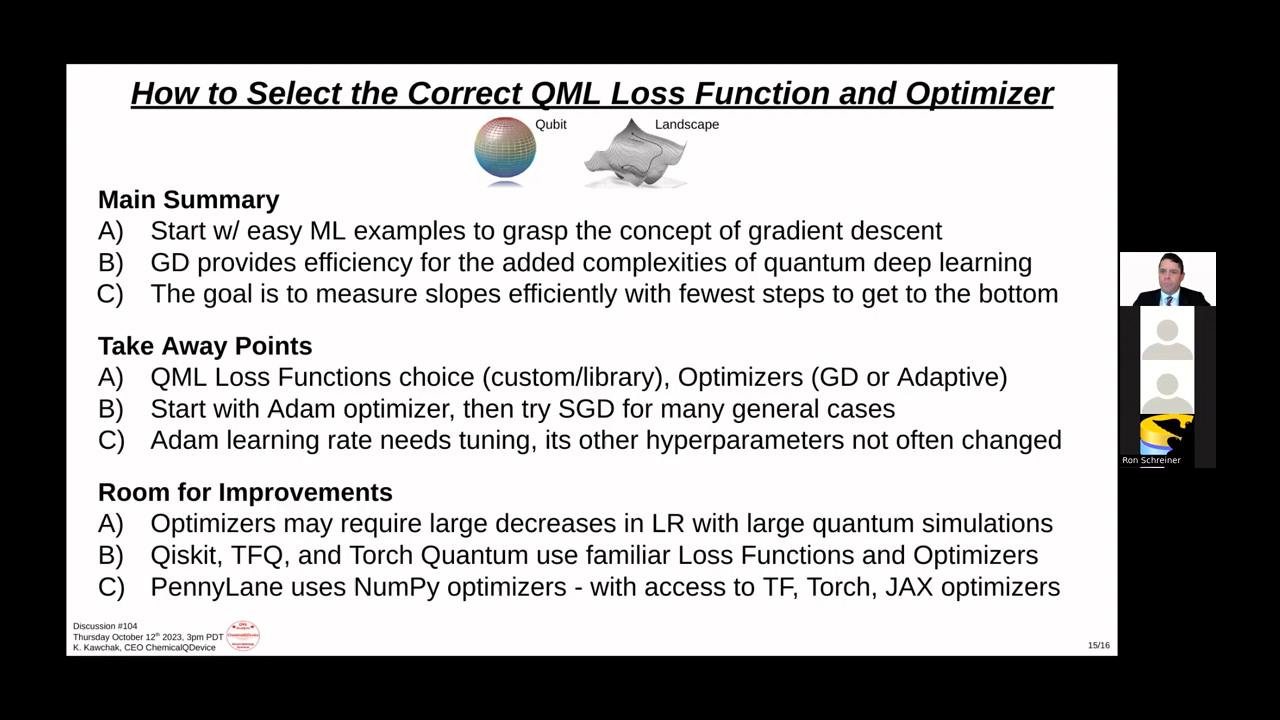 How to Select the Correct QML Loss Function and Optimizer
Qubit
Landscape
Main Summary
A) Start w/ easy ML examples to grasp the concept of gradient descent
B) GD provides efficiency for the added complexities of quantum deep learning
C) The goal is to measure slopes efficiently with fewest steps to get to the bottom
Take Away Points
A) QML Loss Functions choice (custom/library), Optimizers (GD or Adaptive)
B) Start with Adam optimizer, then try SGD for many general cases
C) Adam learning rate needs tuning, its other hyperparameters not often changed
Room for Improvements
A) Optimizers may require large decreases in LR with large quantum simulations
B) Qiskit, TFQ, and Torch Quantum use familiar Loss Functions and Optimizers
C) PennyLane uses NumPy optimizers - with access to TF, Torch, JAX optimizers
Discussion #104
Thursday October 12th 2023, 3pm PDT
K. Kawchak, CEO ChemicalQDevice
ChemicalQDevice
15/16
Ron Schreiner